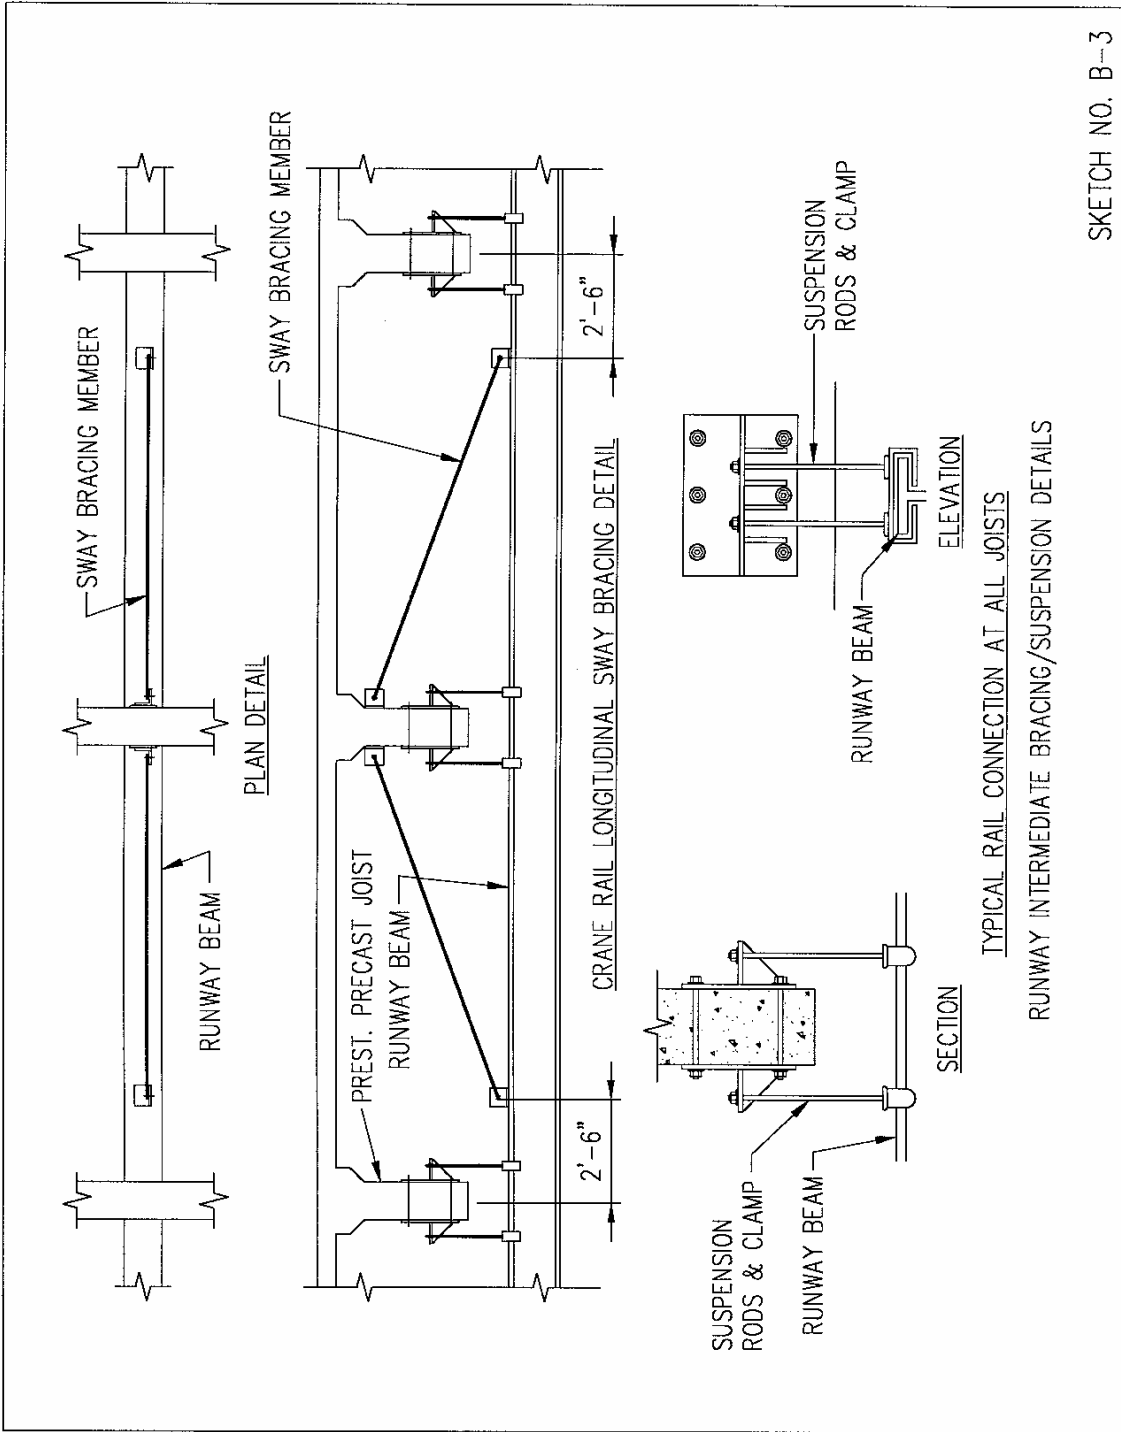 SWAY BRACING MEMBER
RUNWAY BEAM
PLAN DETAIL
SWAY BRACING MEMBER
PREST. PRECAST JOIST
RUNWAY BEAM
2'-6"
2'-6"
CRANE RAIL LONGITUDINAL SWAY BRACING DETAIL
SUSPENSION
RODS & CLAMP
RUNWAY BEAM
SECTION
RUNWAY BEAM
SUSPENSION
RODS & CLAMP
ELEVATION
TYPICAL RAIL CONNECTION AT ALL JOISTS
RUNWAY INTERMEDIATE BRACING/SUSPENSION DETAILS
SKETCH NO. B-3